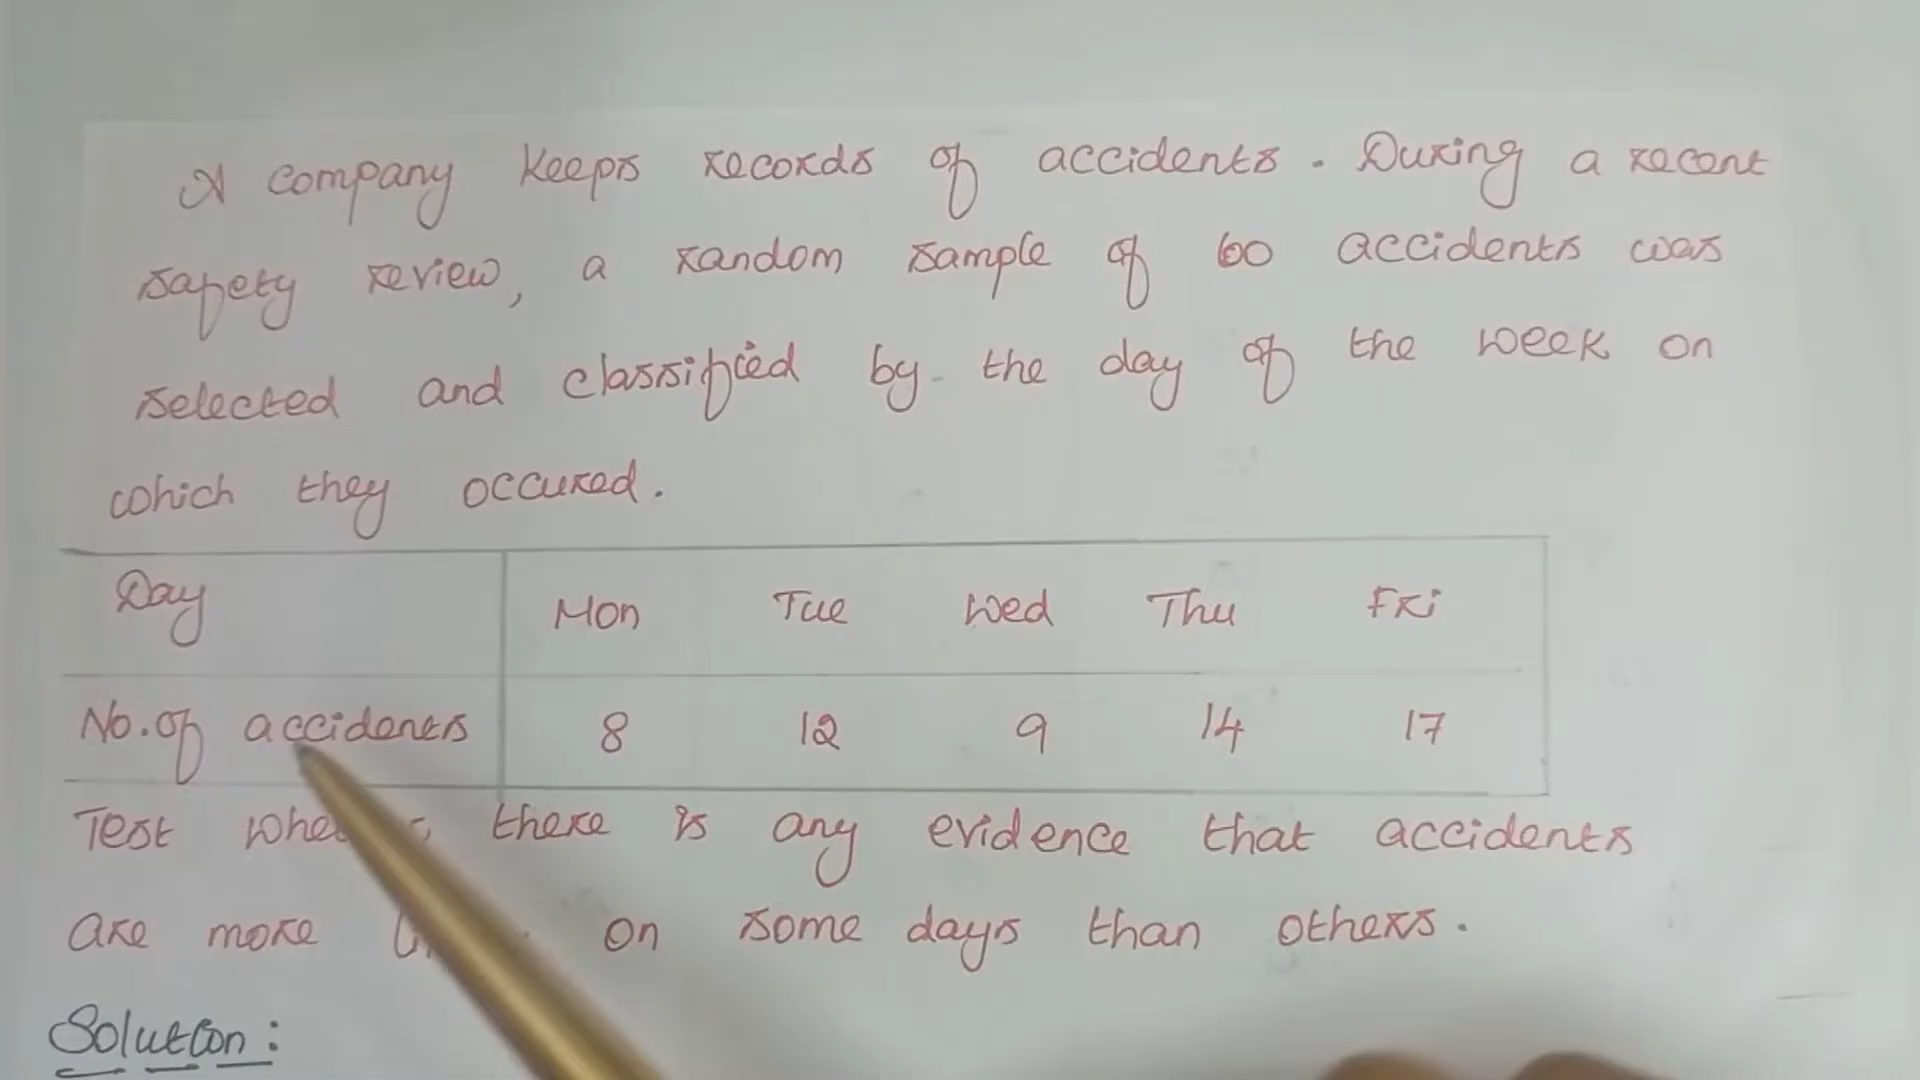 A company keeps records of accidents. During a recent
safety review, a random sample of 60 accidents was
selected and classified by the day of the week on
which they occured.
Day Mon Tue Wed Thu Fri
No. of accidents 8 12 9 14 17
Test there is any evidence that accidents
are more on some days than others.
Solution: